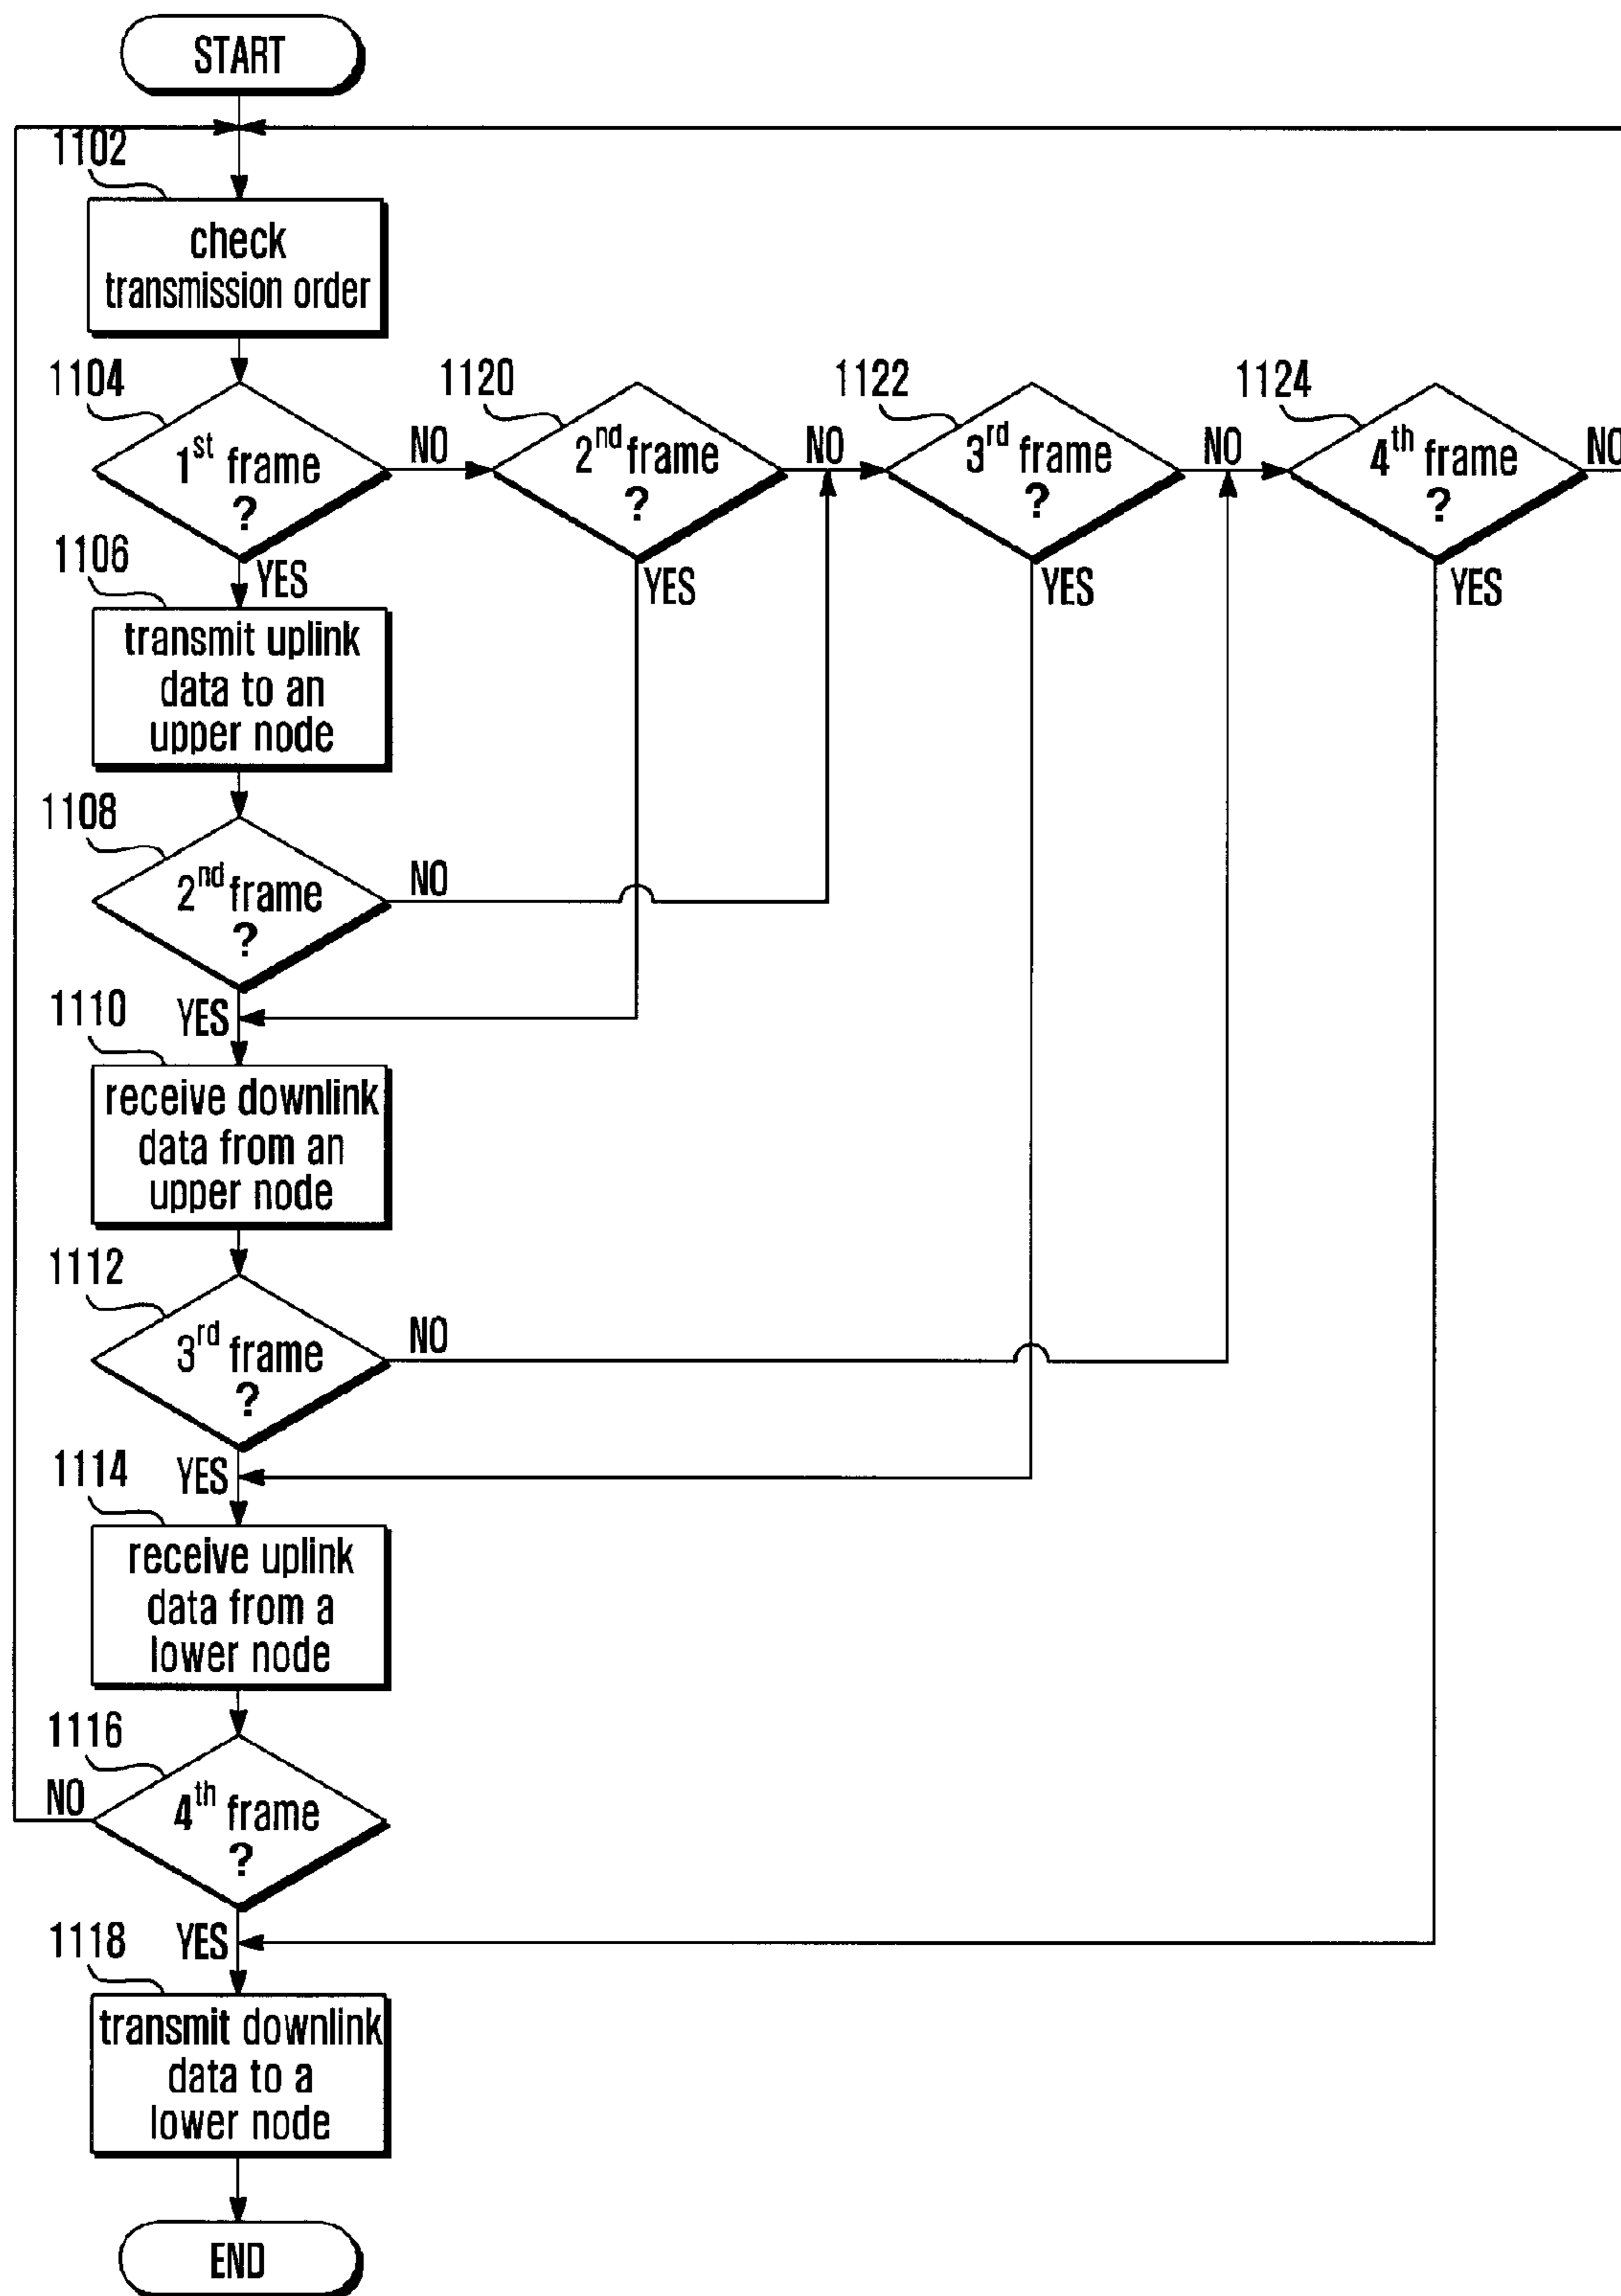 START
1102
check
transmission order
1104
1st frame
?
NO
1120
2nd frame
?
NO
1122
3rd frame
?
NO
1124
4th frame
?
NO
YES
YES
YES
YES
1106
transmit uplink
data to an
upper node
1108
2nd frame
?
NO
YES
1110
receive downlink
data from an
upper node
1112
3rd frame
?
NO
YES
1114
receive uplink
data from a
lower node
1116
NO
4th frame
?
YES
1118
transmit downlink
data to a
lower node
END